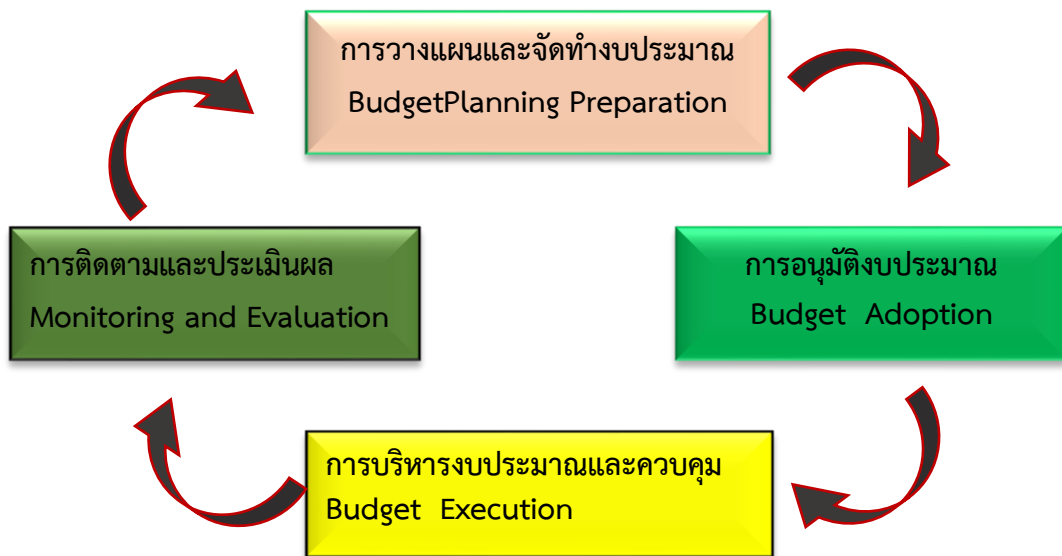 การวางแผนและจัดทำงบประมาณ
BudgetPlanning Preparation
การอนุมัติงบประมาณ
Budget Adoption
การบริหารงบประมาณและควบคุม
Budget Execution
การติดตามและประเมินผล
Monitoring and Evaluation